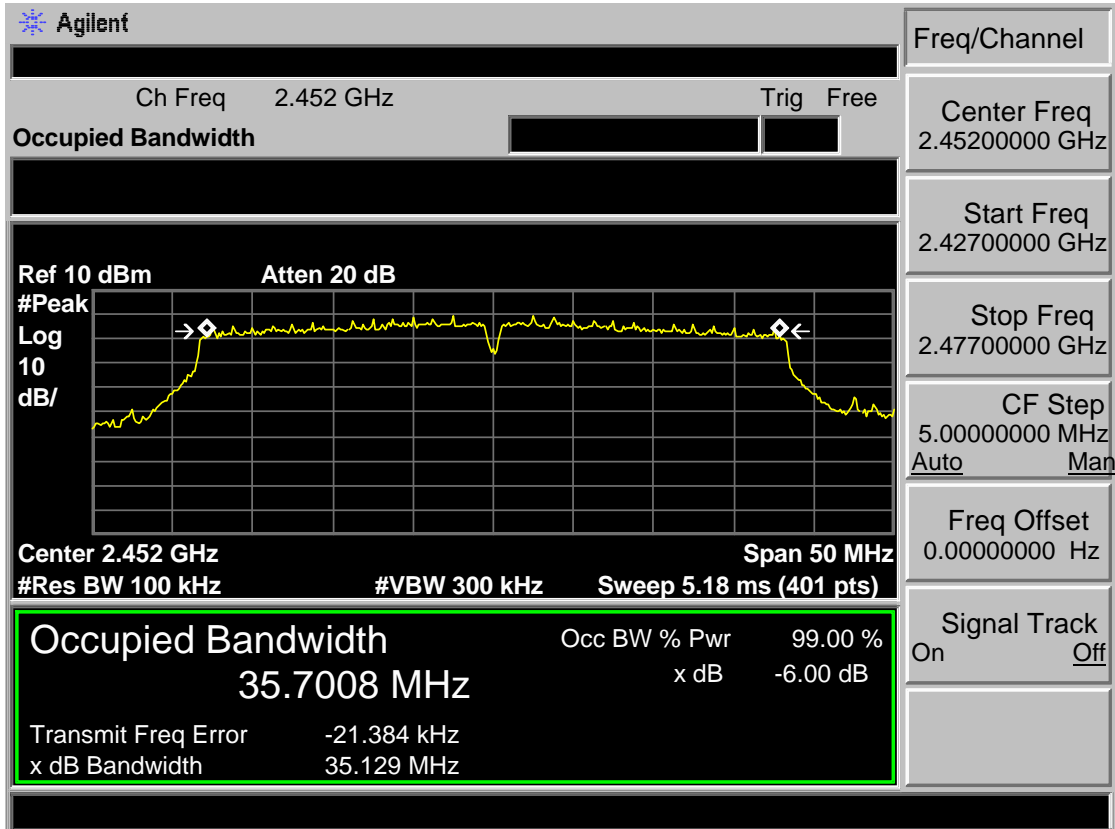 Agilent
Ch Freq 2.452 GHz Trig Free
Occupied Bandwidth
Ref 10 dBm Atten 20 dB
#Peak
Log
10
dB/
Center 2.452 GHz Span 50 MHz
#Res BW 100 kHz #VBW 300 kHz Sweep 5.18 ms (401 pts)
Occupied Bandwidth
35.7008 MHz
Occ BW % Pwr 99.00 %
x dB -6.00 dB
Transmit Freq Error -21.384 kHz
x dB Bandwidth 35.129 MHz
Freq/Channel
Center Freq
2.45200000 GHz
Start Freq
2.42700000 GHz
Stop Freq
2.47700000 GHz
CF Step
5.00000000 MHz
Auto Man
Freq Offset
0.00000000 Hz
Signal Track
On Off